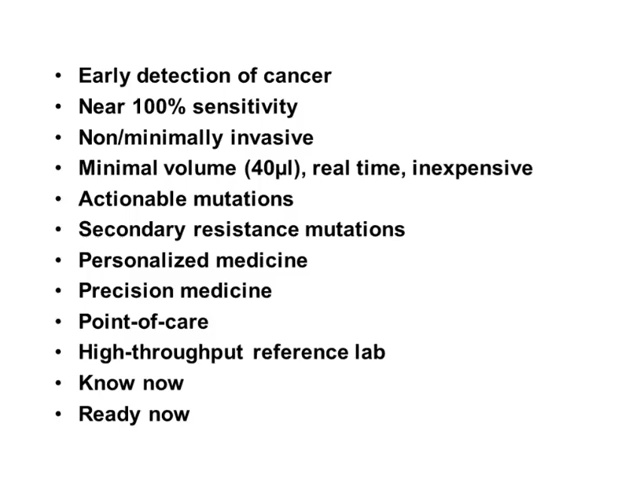 • Early detection of cancer
• Near 100% sensitivity
• Non/minimally invasive
• Minimal volume (40µl), real time, inexpensive
• Actionable mutations
• Secondary resistance mutations
• Personalized medicine
• Precision medicine
• Point-of-care
• High-throughput reference lab
• Know now
• Ready now